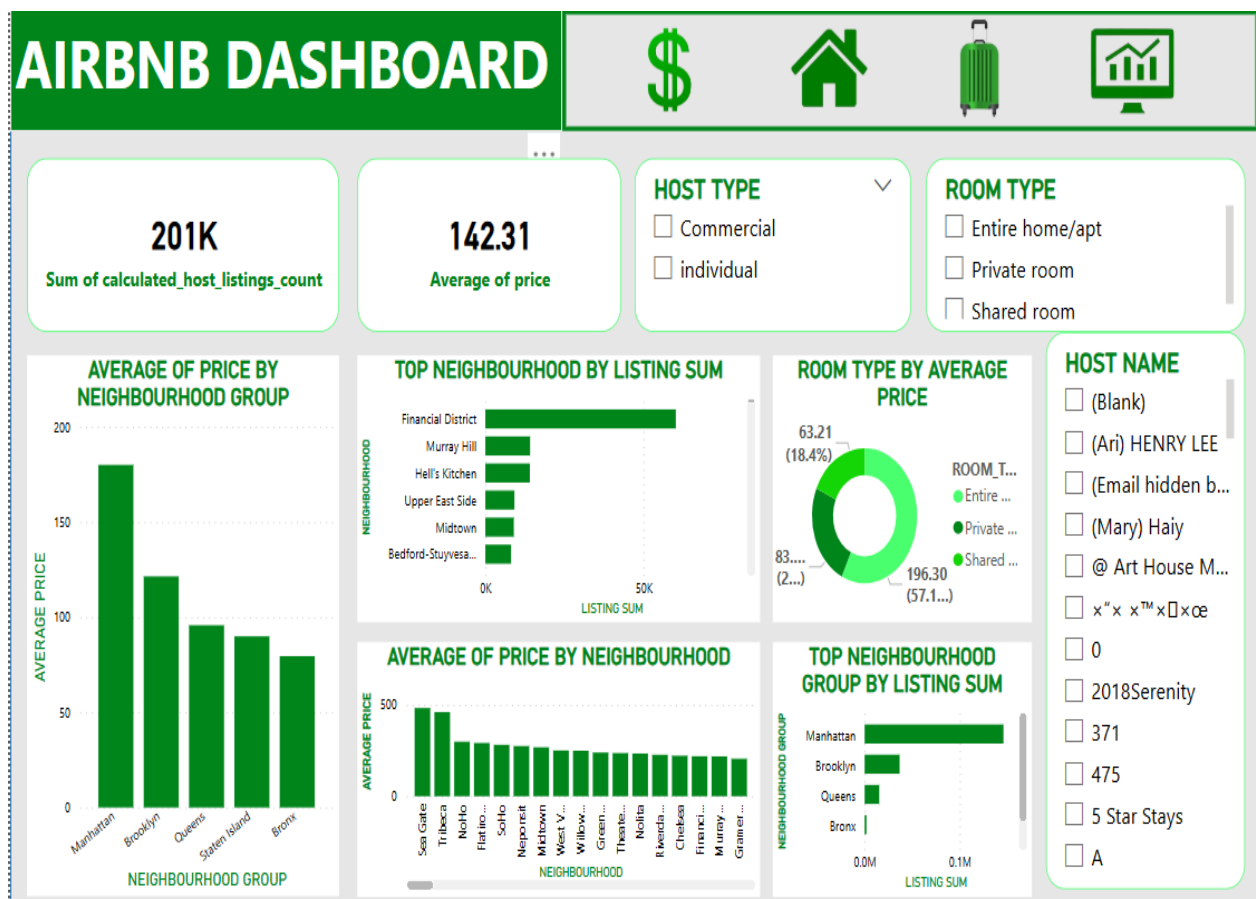 AIRBNB DASHBOARD
...
201K
Sum of calculated_host_listings_count
142.31
Average of price
HOST TYPE
Commercial
individual
ROOM TYPE
Entire home/apt
Private room
Shared room
AVERAGE OF PRICE BY
NEIGHBOURHOOD GROUP
AVERAGE PRICE
200
150
100
50
0
Manhattan
Brooklyn
Queens
Staten Island
Bronx
NEIGHBOURHOOD GROUP
TOP NEIGHBOURHOOD BY LISTING SUM
NEIGHBOURHOOD
Financial District
Murray Hill
Hell's Kitchen
Upper East Side
Midtown
Bedford-Stuyvesa...
0K 50K
LISTING SUM
ROOM TYPE BY AVERAGE
PRICE
63.21
(18.4%)
83....
(2...)
196.30
(57.1...)
ROOM_T...
Entire ...
Private ...
Shared ...
HOST NAME
(Blank)
(Ari) HENRY LEE
(Email hidden b...
(Mary) Haiy
@ Art House M...
×“× ×™×▯×œ
0
2018Serenity
371
475
5 Star Stays
A
AVERAGE OF PRICE BY NEIGHBOURHOOD
AVERAGE PRICE
500
0
Sea Gate
Tribeca
NoHo
Flatiro...
SoHo
Neponsit
Midtown
West V...
Willow...
Green...
Theate...
Nolita
Riverda...
Chelsea
Financi...
Murray...
Gramer...
NEIGHBOURHOOD
TOP NEIGHBOURHOOD
GROUP BY LISTING SUM
NEIGHBOURHOOD GROUP
Manhattan
Brooklyn
Queens
Bronx
0.0M 0.1M
LISTING SUM